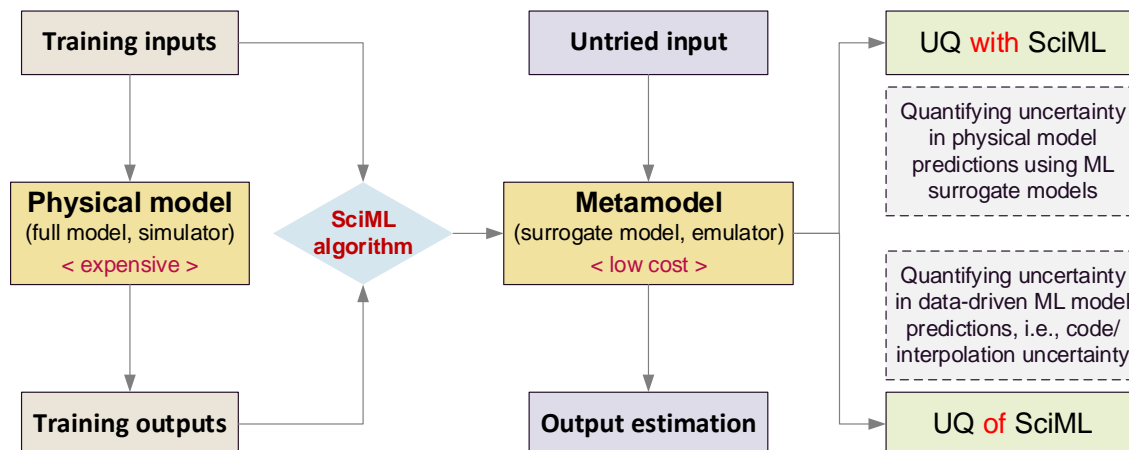 Training inputs
Untried input
UQ with SciML
Quantifying uncertainty
in physical model
predictions using ML
surrogate models
Physical model
(full model, simulator)
< expensive >
SciML
algorithm
Metamodel
(surrogate model, emulator)
< low cost >
Quantifying uncertainty
in data-driven ML model
predictions, i.e., code/
interpolation uncertainty
Training outputs
Output estimation
UQ of SciML